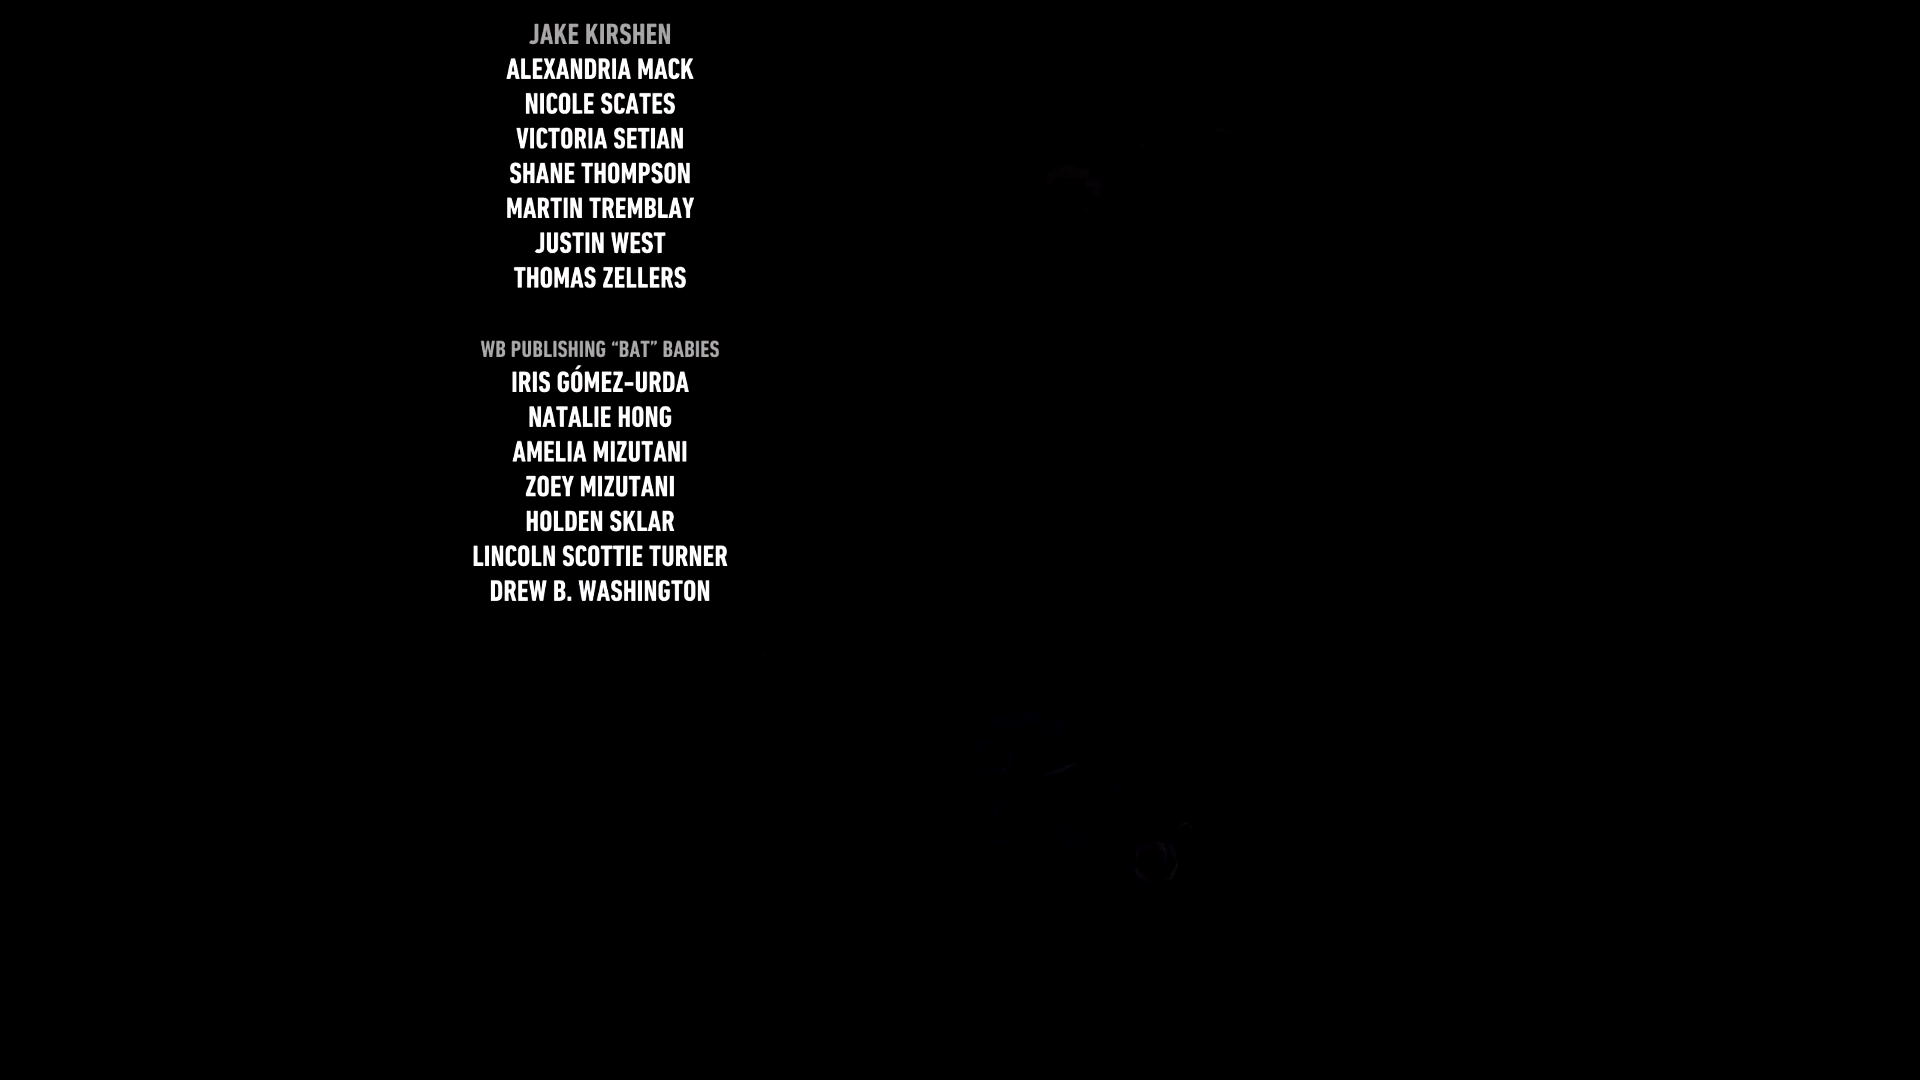 JAKE KIRSHEN
ALEXANDRIA MACK
NICOLE SCATES
VICTORIA SETIAN
SHANE THOMPSON
MARTIN TREMBLAY
JUSTIN WEST
THOMAS ZELLERS
WB PUBLISHING “BAT” BABIES
IRIS GÓMEZ-URDA
NATALIE HONG
AMELIA MIZUTANI
ZOEY MIZUTANI
HOLDEN SKLAR
LINCOLN SCOTTIE TURNER
DREW B. WASHINGTON